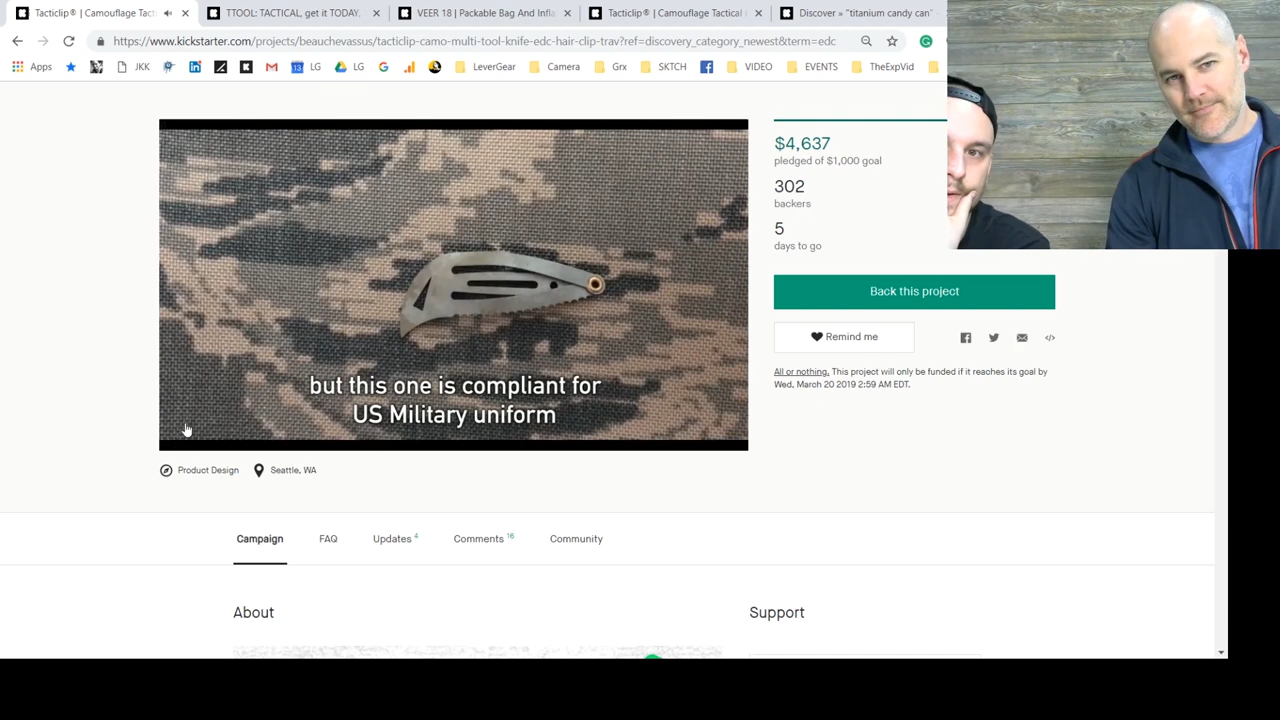 Tacticlip® | Camouflage Tact
TTOOL: TACTICAL, get it TODAY,
VEER 18 | Packable Bag And Infla
Tacticlip® | Camouflage Tactical
Discover » "titanium candy can"
https://www.kickstarter.com/projects/beauchevassus/tacticlip-camo-multi-tool-knife-edc-hair-clip-trav?ref=discovery_category_newest&term=edc
Apps
JKK
LG
LG
LeverGear
Camera
Grx
SKTCH
VIDEO
EVENTS
TheExpVid
$4,637
pledged of $1,000 goal
302
backers
5
days to go
but this one is compliant for
US Military uniform
Back this project
Remind me
All or nothing. This project will only be funded if it reaches its goal by
Wed, March 20 2019 2:59 AM EDT.
Product Design
Seattle, WA
Campaign
FAQ
Updates 4
Comments 16
Community
About
Support